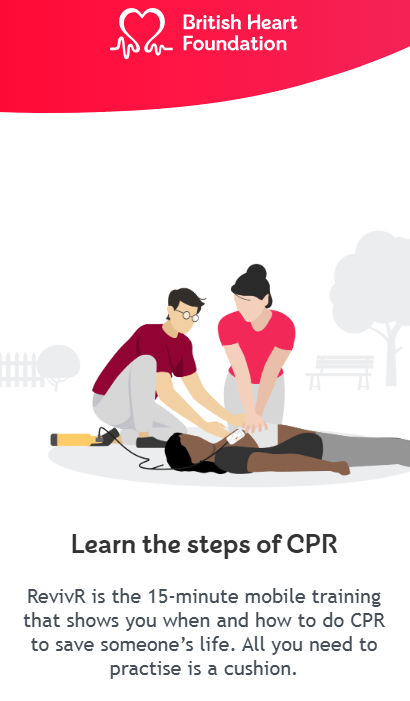 British Heart
Foundation
Learn the steps of CPR
RevivR is the 15-minute mobile training
that shows you when and how to do CPR
to save someone’s life. All you need to
practise is a cushion.